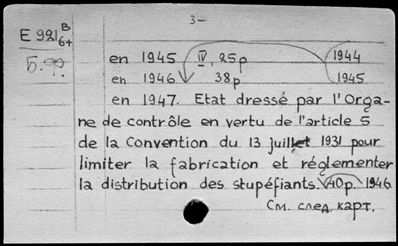 3-
E 921 B
64
Б.99.
en 1945 IV, 25p 1944
en 1946 38p 1945
en 1947. Etat dressé par l'Orga-
ne de contrôle en vertu de l'article 5
de la Convention du 13 juillet 1931 pour
limiter la fabrication et réglementer
la distribution des stupéfiants. 40p. 1946
См. след. карт.